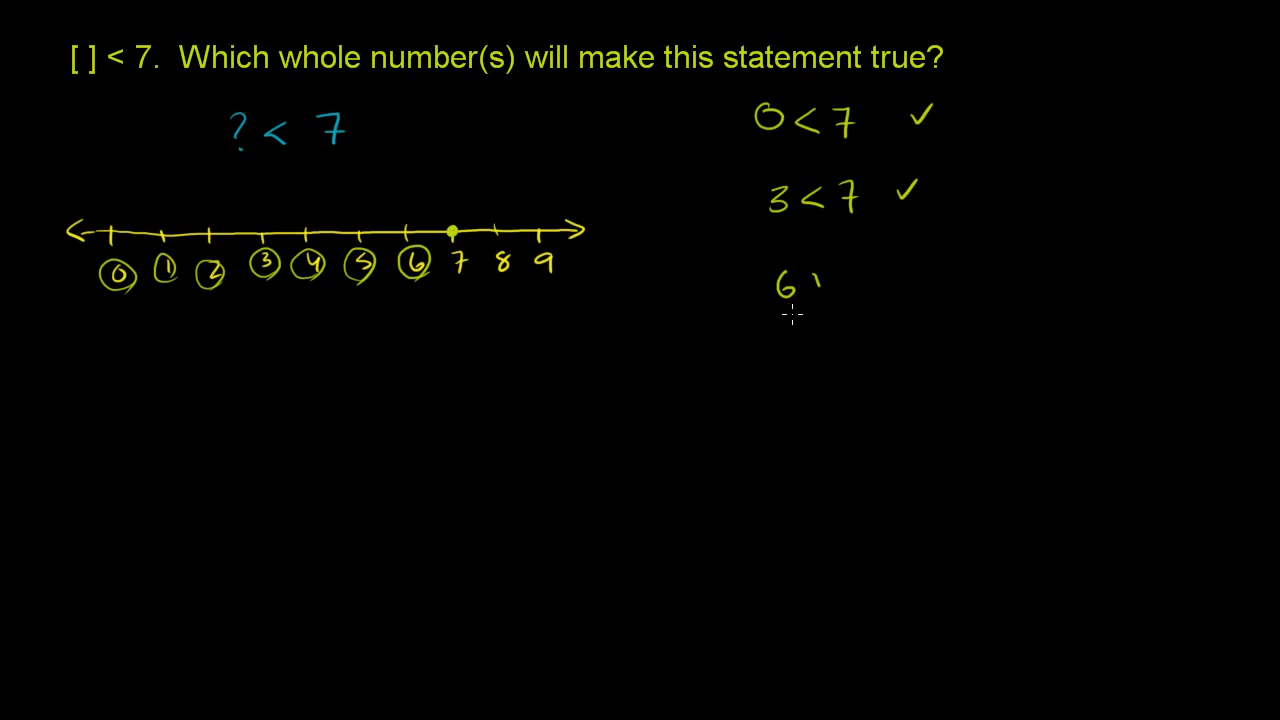 [ ] < 7.  Which whole number(s) will make this statement true?
? < 7
0 < 7 ✓
3 < 7 ✓
0 1 2 3 4 5 6 7 8 9
6